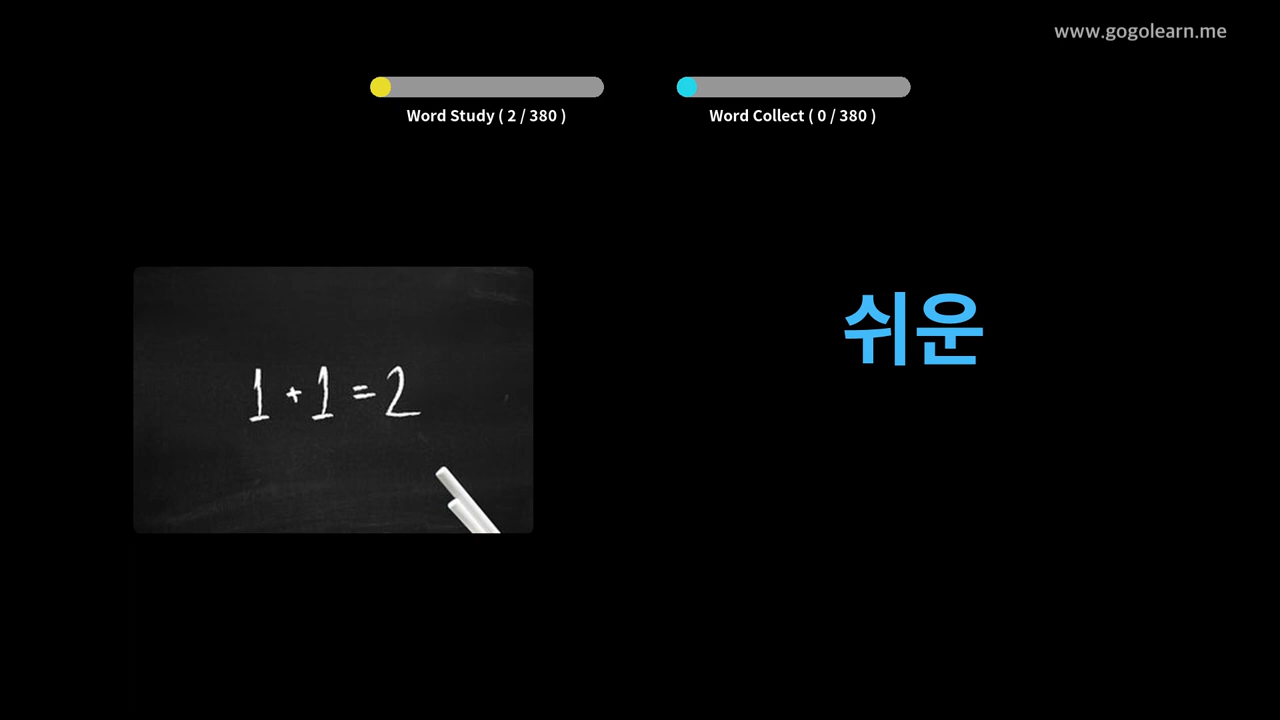 www.gogolearn.me
Word Study ( 2 / 380 )
Word Collect ( 0 / 380 )
1 + 1 = 2
쉬운